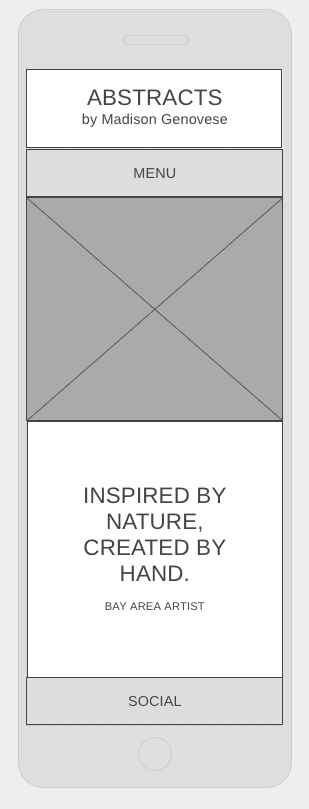 ABSTRACTS
by Madison Genovese
MENU
INSPIRED BY
NATURE,
CREATED BY
HAND.
BAY AREA ARTIST
SOCIAL